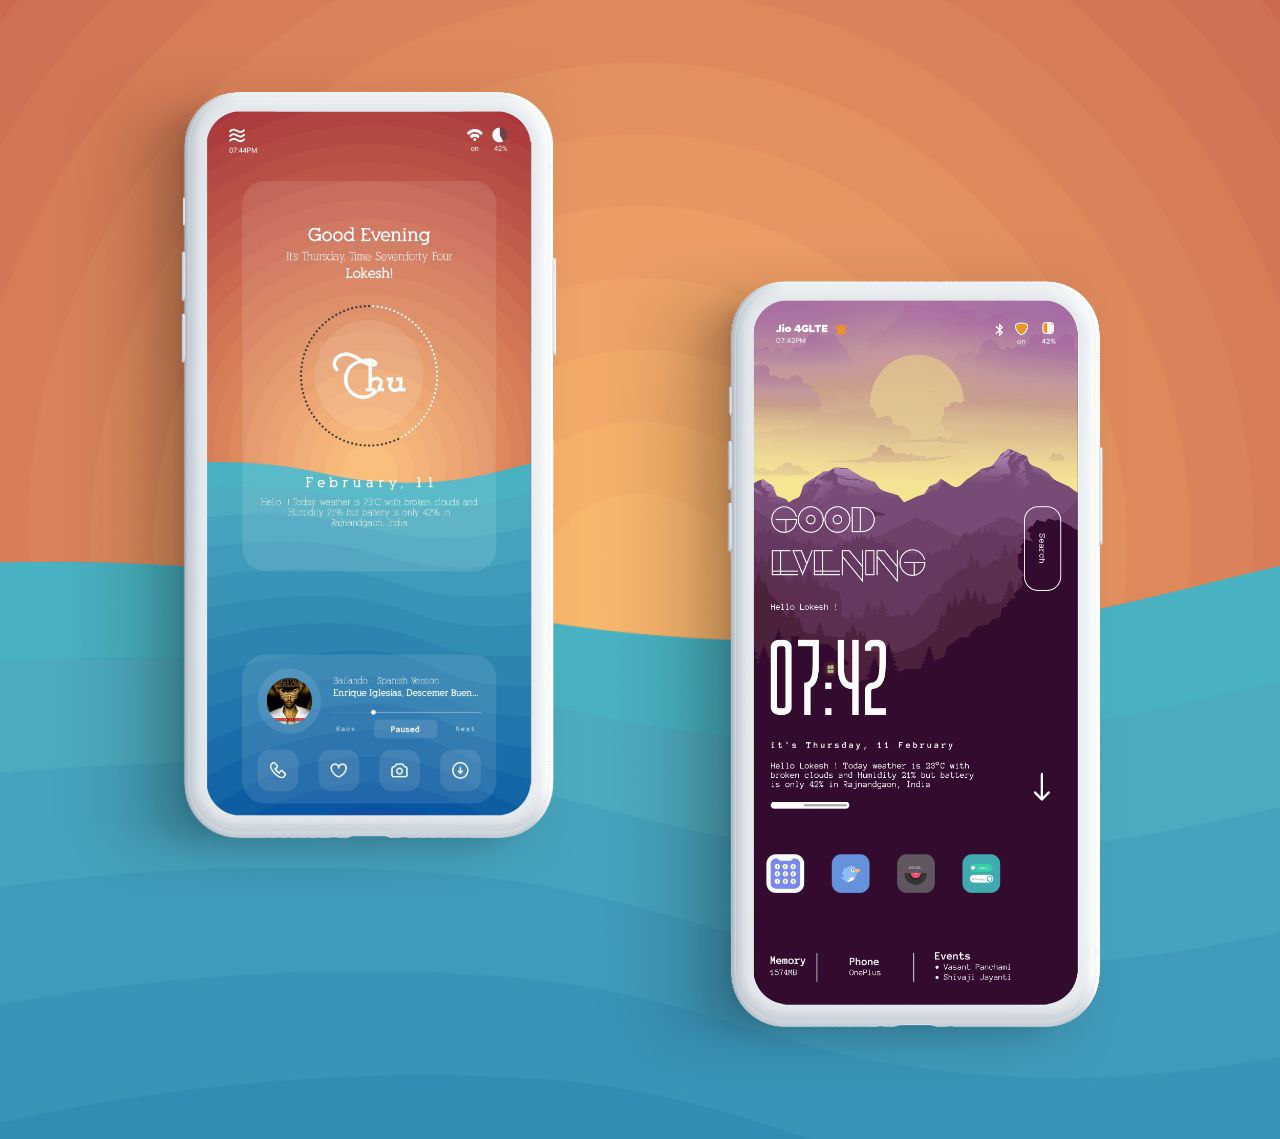 07:44PM
on
42%
Good Evening
It's Thursday, Time Sevenforty Four
Lokesh!
Thu
February, 11
Hello ! Today weather is 23°C with broken clouds and
Humidity 21% but battery is only 42% in
Rajnandgaon, India
Bailando - Spanish Version
Enrique Iglesias, Descemer Buen...
Back
Paused
Next
Jio 4GLTE
07:42PM
on
42%
GOOD
EVENING
Search
Hello Lokesh !
07:42
it's Thursday, 11 February
Hello Lokesh ! Today weather is 23°C with
broken clouds and Humidity 21% but battery
is only 42% in Rajnandgaon, India
Memory
1574MB
Phone
OnePlus
Events
• Vasant Panchami
• Shivaji Jayanti